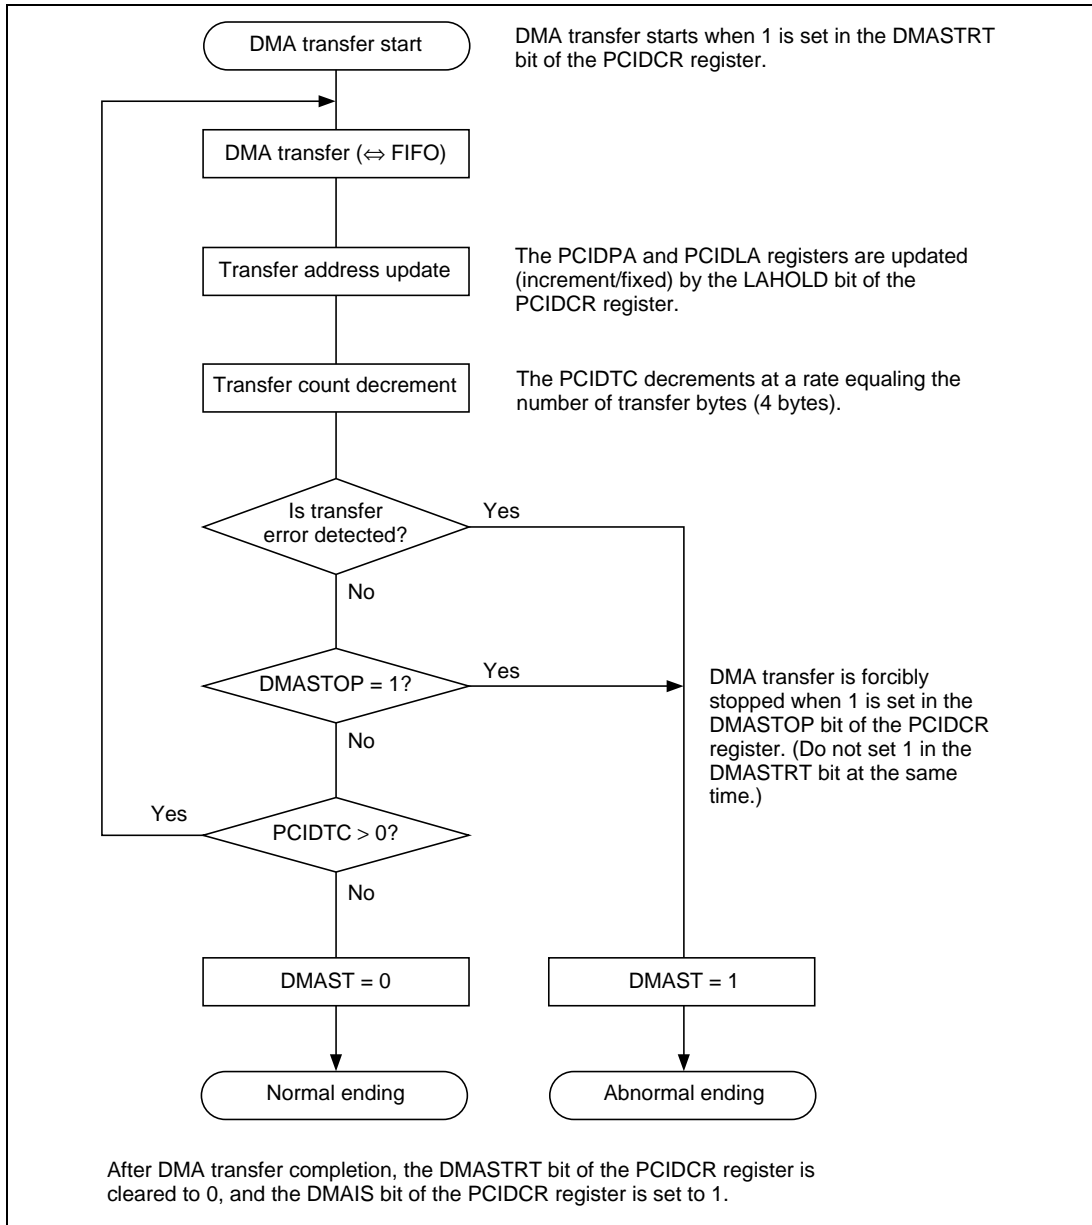 DMA transfer start
DMA transfer starts when 1 is set in the DMASTRT
bit of the PCIDCR register.
DMA transfer (⇔ FIFO)
Transfer address update
The PCIDPA and PCIDLA registers are updated
(increment/fixed) by the LAHOLD bit of the
PCIDCR register.
Transfer count decrement
The PCIDTC decrements at a rate equaling the
number of transfer bytes (4 bytes).
Is transfer
error detected?
Yes
No
DMASTOP = 1?
Yes
DMA transfer is forcibly
stopped when 1 is set in the
DMASTOP bit of the PCIDCR
register. (Do not set 1 in the
DMASTRT bit at the same
time.)
No
Yes
PCIDTC > 0?
No
DMAST = 0
DMAST = 1
Normal ending
Abnormal ending
After DMA transfer completion, the DMASTRT bit of the PCIDCR register is
cleared to 0, and the DMAIS bit of the PCIDCR register is set to 1.